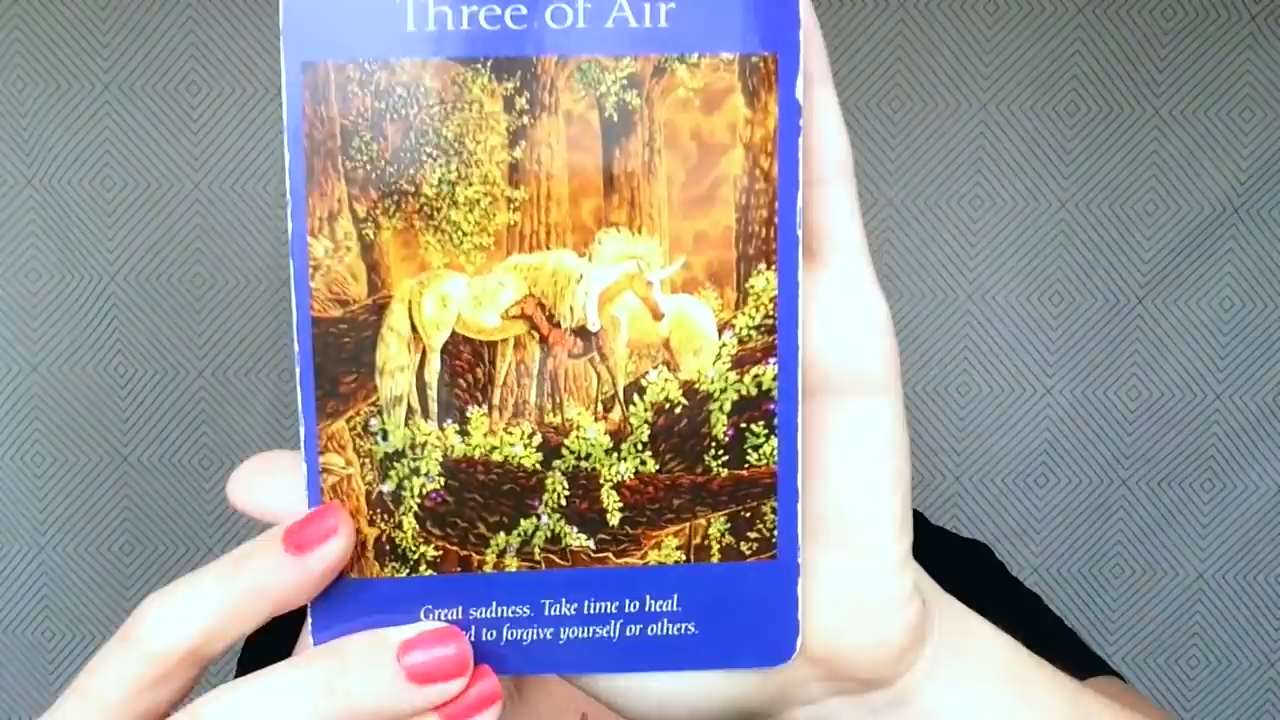 Three of Air
Great sadness. Take time to heal.
to forgive yourself or others.